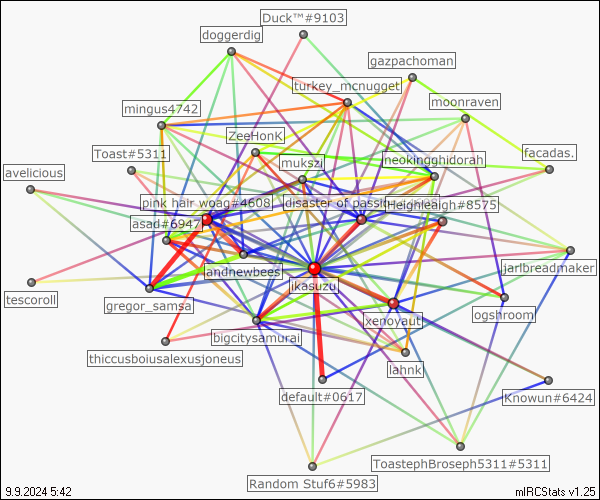 Duck™#9103
doggerdig
gazpachoman
turkey_mcnugget
moonraven
mingus4742
ZeeHonK
Toast#5311
mukszi
neokingghidorah
facadas.
avelicious
pink hair woag#4608
disaster of passi
Heighleigh#8575
asad#6947
andnewbees
jkasuzu
jarlbreadmaker
tescoroll
gregor_samsa
ogshroom
xenoyaut
bigcitysamurai
thiccusboiusalexusjoneus
lahnk
default#0617
Knowun#6424
ToastephBroseph5311#5311
Random Stuf6#5983
9.9.2024 5:42
mIRCStats v1.25